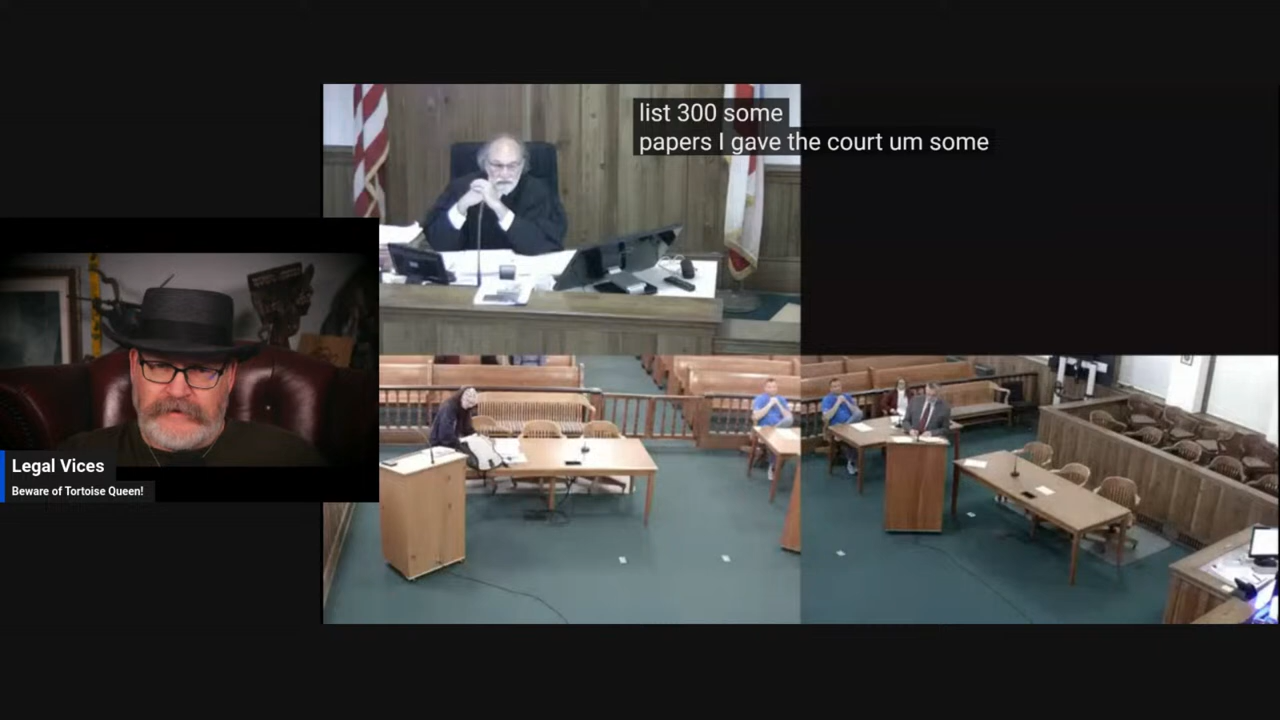 list 300 some
papers I gave the court um some
Legal Vices
Beware of Tortoise Queen!